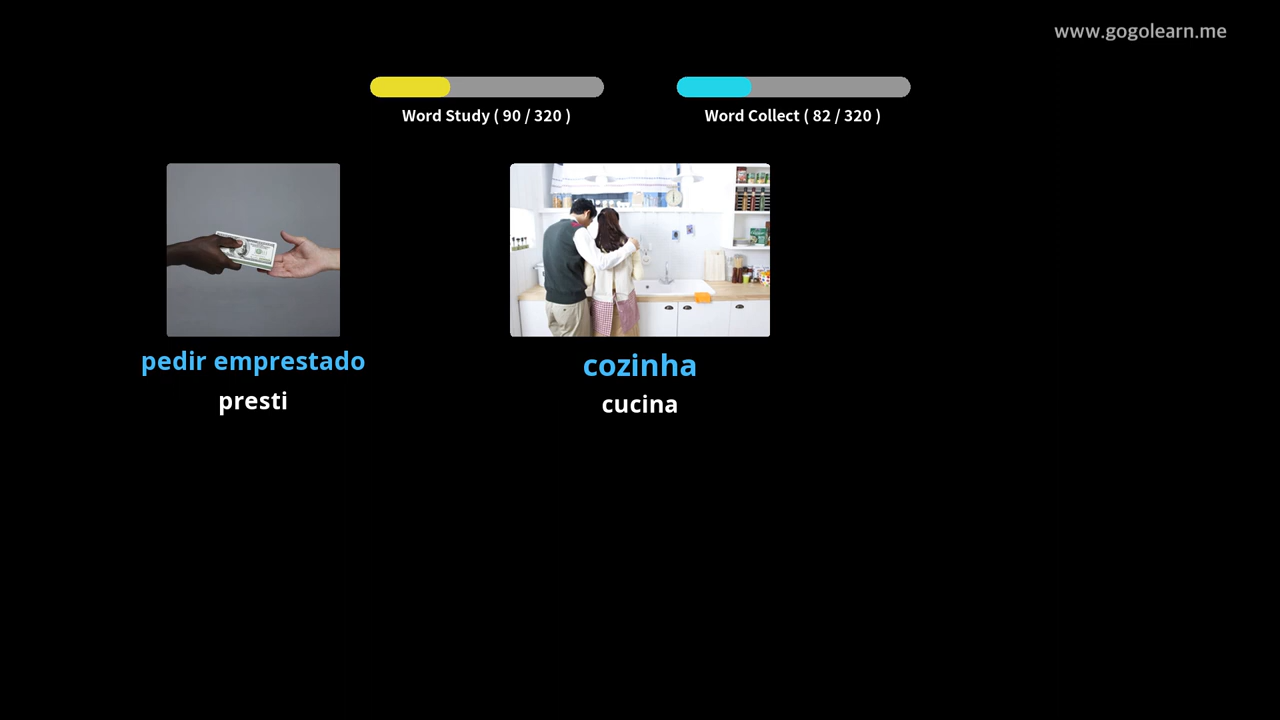 www.gogolearn.me
Word Study ( 90 / 320 )
Word Collect ( 82 / 320 )
pedir emprestado
presti
cozinha
cucina